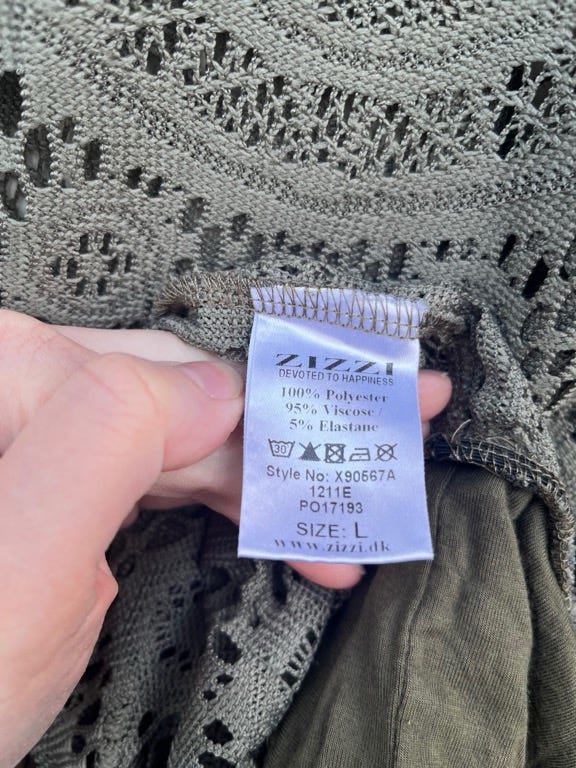 ZIZZI
DEVOTED TO HAPPINESS
100% Polyester
95% Viscose /
5% Elastane
30
Style No: X90567A
1211E
PO17193
SIZE: L
www.zizzi.dk